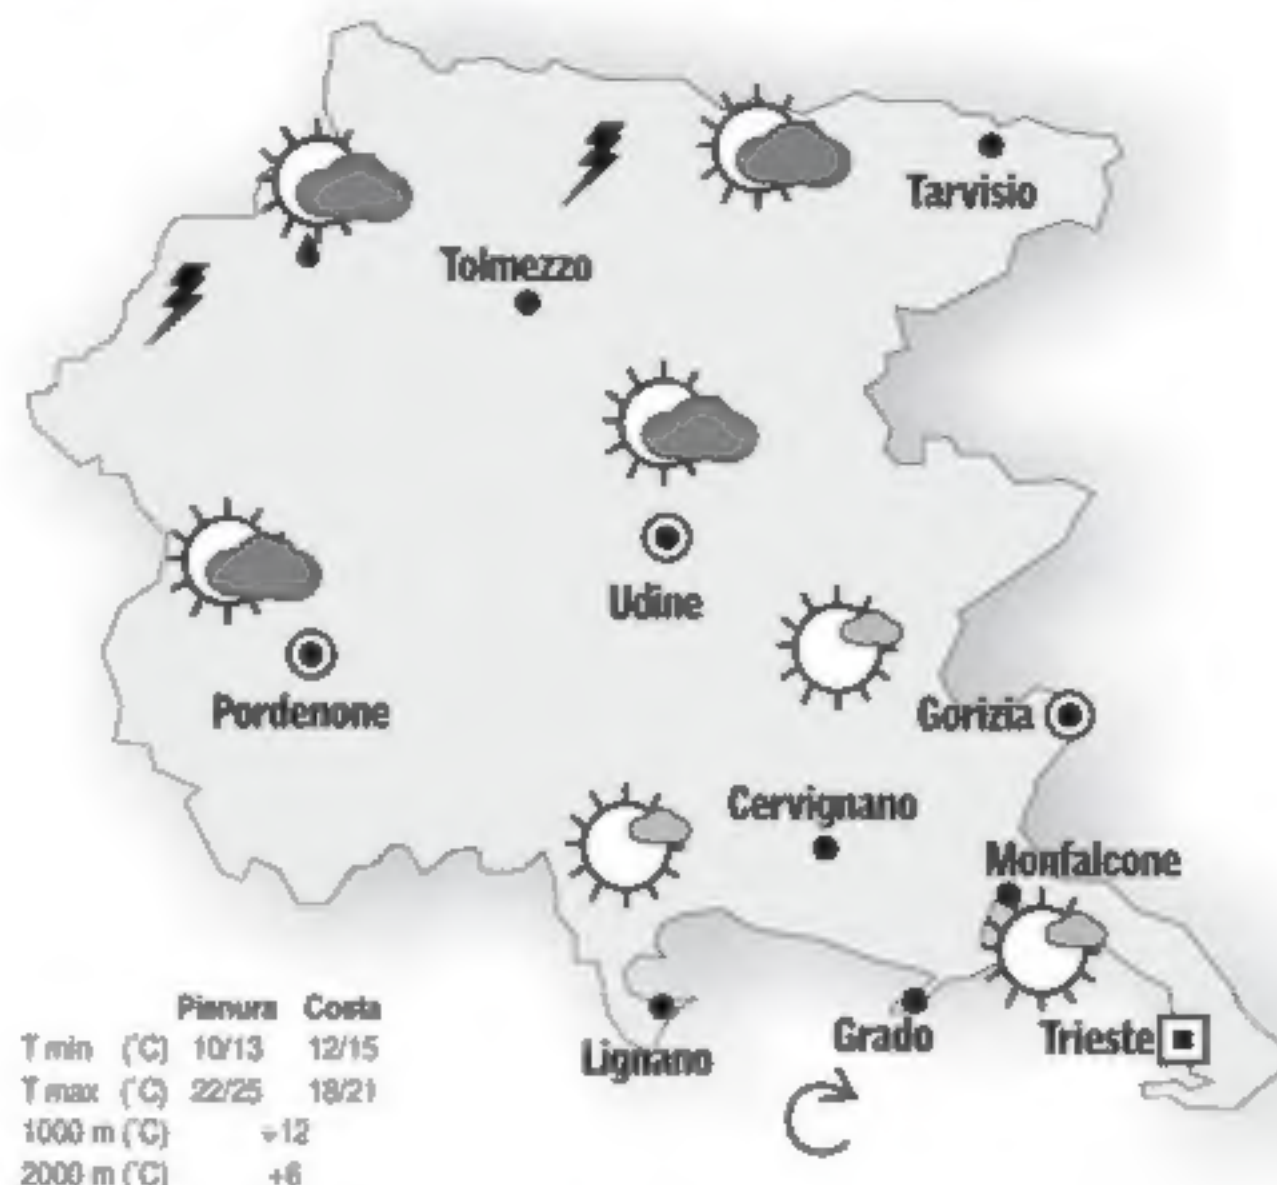 Tarvisio
Tolmezzo
Udine
Pordenone
Gorizia
Cervignano
Monfalcone
Grado
Trieste
Lignano
Pianura Costa
T min (°C) 10/13 12/15
T max (°C) 22/25 18/21
1000 m (°C) +12
2000 m (°C) +6